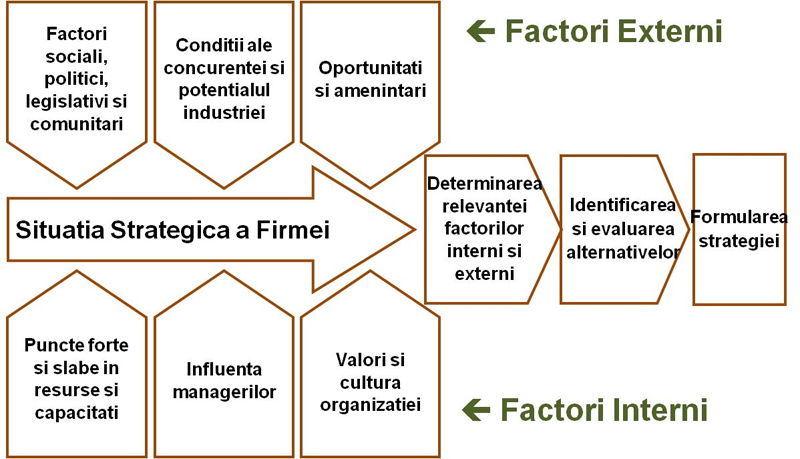 Factori
sociali,
politici,
legislativi si
comunitari
Conditii ale
concurentei si
potentialul
industriei
Oportunitati
si amenintari
← Factori Externi
Situatia Strategica a Firmei
Determinarea
relevantei
factorilor
interni si
externi
Identificarea
si evaluarea
alternativelor
Formularea
strategiei
Puncte forte
si slabe in
resurse si
capacitati
Influenta
managerilor
Valori si
cultura
organizatiei
← Factori Interni